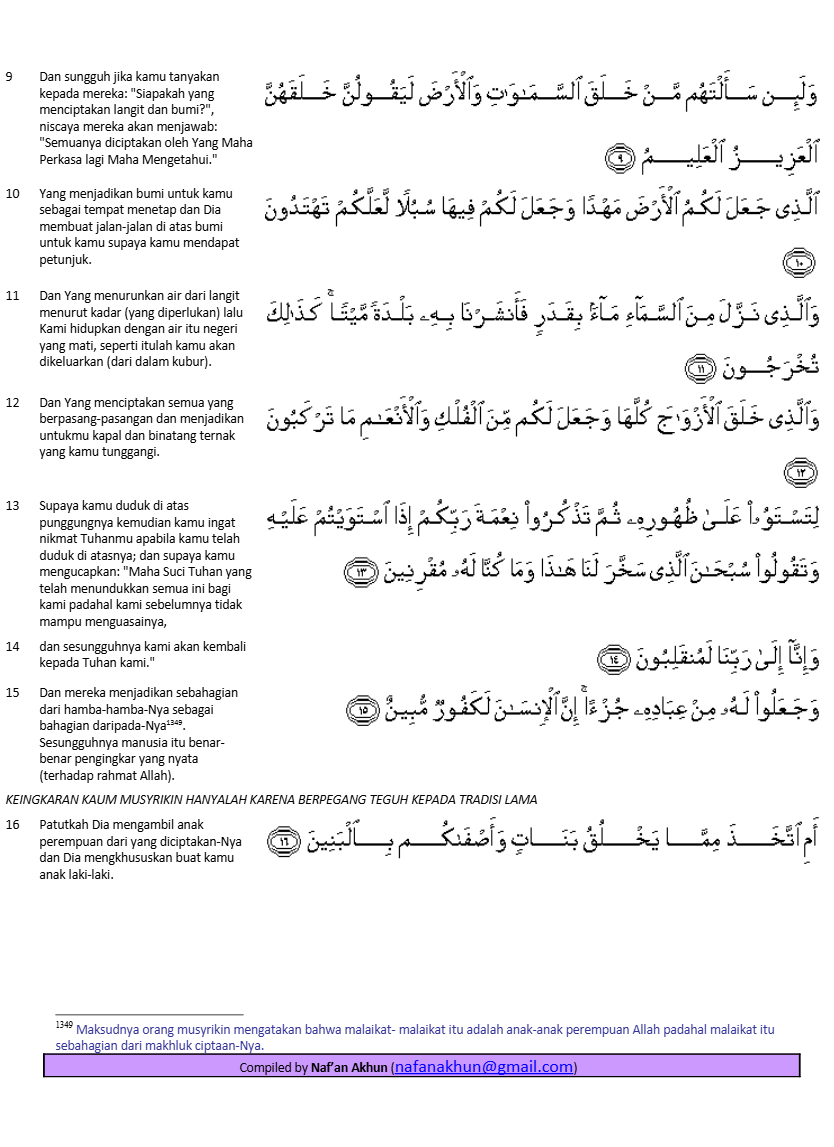 9 Dan sungguh jika kamu tanyakan
kepada mereka: "Siapakah yang
menciptakan langit dan bumi?",
niscaya mereka akan menjawab:
"Semuanya diciptakan oleh Yang Maha
Perkasa lagi Maha Mengetahui."
وَلَئِن سَأَلْتَهُم مَّنْ خَلَقَ ٱلسَّمَٰوَٰتِ وَٱلْأَرْضَ لَيَقُولُنَّ خَلَقَهُنَّ
ٱلْعَزِيزُ ٱلْعَلِيمُ ٩
10 Yang menjadikan bumi untuk kamu
sebagai tempat menetap dan Dia
membuat jalan-jalan di atas bumi
untuk kamu supaya kamu mendapat
petunjuk.
ٱلَّذِى جَعَلَ لَكُمُ ٱلْأَرْضَ مَهْدًا وَجَعَلَ لَكُمْ فِيهَا سُبُلًا لَّعَلَّكُمْ تَهْتَدُونَ
١٠
11 Dan Yang menurunkan air dari langit
menurut kadar (yang diperlukan) lalu
Kami hidupkan dengan air itu negeri
yang mati, seperti itulah kamu akan
dikeluarkan (dari dalam kubur).
وَٱلَّذِى نَزَّلَ مِنَ ٱلسَّمَآءِ مَآءًۢ بِقَدَرٍ فَأَنشَرْنَا بِهِۦ بَلْدَةً مَّيْتًا ۚ كَذَٰلِكَ
تُخْرَجُونَ ١١
12 Dan Yang menciptakan semua yang
berpasang-pasangan dan menjadikan
untukmu kapal dan binatang ternak
yang kamu tunggangi.
وَٱلَّذِى خَلَقَ ٱلْأَزْوَٰجَ كُلَّهَا وَجَعَلَ لَكُم مِّنَ ٱلْفُلْكِ وَٱلْأَنْعَٰمِ مَا تَرْكَبُونَ
١٢
13 Supaya kamu duduk di atas
punggungnya kemudian kamu ingat
nikmat Tuhanmu apabila kamu telah
duduk di atasnya; dan supaya kamu
mengucapkan: "Maha Suci Tuhan yang
telah menundukkan semua ini bagi
kami padahal kami sebelumnya tidak
mampu menguasainya,
لِتَسْتَوُۥا۟ عَلَىٰ ظُهُورِهِۦ ثُمَّ تَذْكُرُوا۟ نِعْمَةَ رَبِّكُمْ إِذَا ٱسْتَوَيْتُمْ عَلَيْهِ
وَتَقُولُوا۟ سُبْحَٰنَ ٱلَّذِى سَخَّرَ لَنَا هَٰذَا وَمَا كُنَّا لَهُۥ مُقْرِنِينَ ١٣
14 dan sesungguhnya kami akan kembali
kepada Tuhan kami."
وَإِنَّآ إِلَىٰ رَبِّنَا لَمُنقَلِبُونَ ١٤
15 Dan mereka menjadikan sebahagian
dari hamba-hamba-Nya sebagai
bahagian daripada-Nya1349.
Sesungguhnya manusia itu benar-
benar pengingkar yang nyata
(terhadap rahmat Allah).
وَجَعَلُوا۟ لَهُۥ مِنْ عِبَادِهِۦ جُزْءًا ۚ إِنَّ ٱلْإِنسَٰنَ لَكَفُورٌ مُّبِينٌ ١٥
KEINGKARAN KAUM MUSYRIKIN HANYALAH KARENA BERPEGANG TEGUH KEPADA TRADISI LAMA
16 Patutkah Dia mengambil anak
perempuan dari yang diciptakan-Nya
dan Dia mengkhususkan buat kamu
anak laki-laki.
أَمِ ٱتَّخَذَ مِمَّا يَخْلُقُ بَنَاتٍ وَأَصْفَىٰكُم بِٱلْبَنِينَ ١٦
1349 Maksudnya orang musyrikin mengatakan bahwa malaikat- malaikat itu adalah anak-anak perempuan Allah padahal malaikat itu
sebahagian dari makhluk ciptaan-Nya.
Compiled by Naf’an Akhun (nafanakhun@gmail.com)